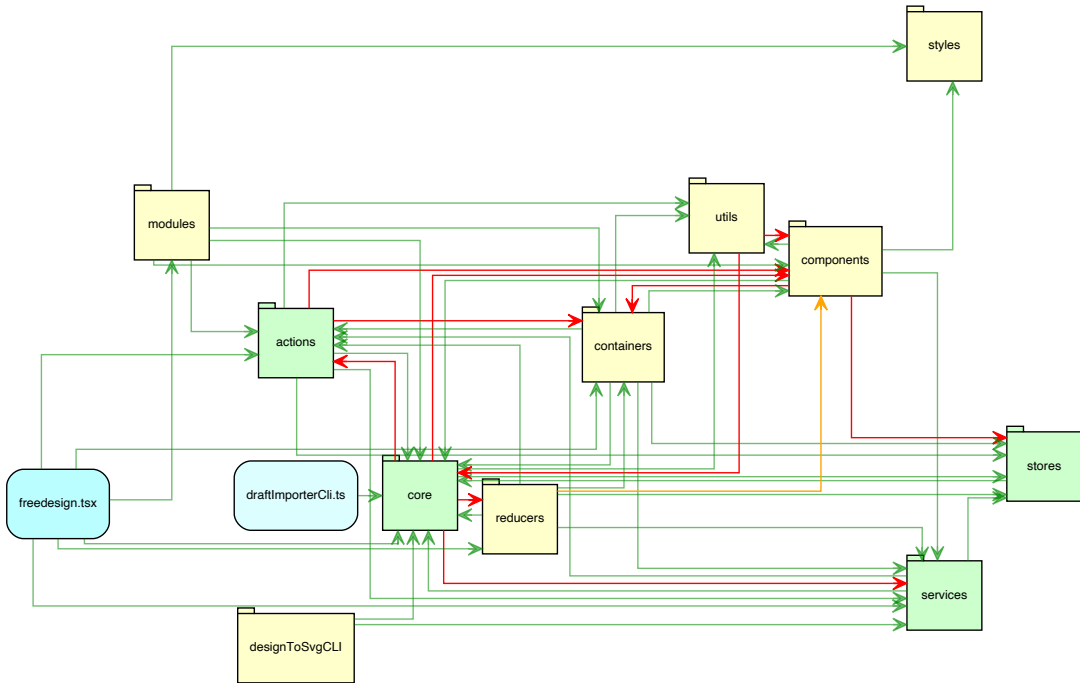 styles
modules
utils
components
actions
containers
stores
freedesign.tsx
draftImporterCli.ts
core
reducers
services
designToSvgCLI